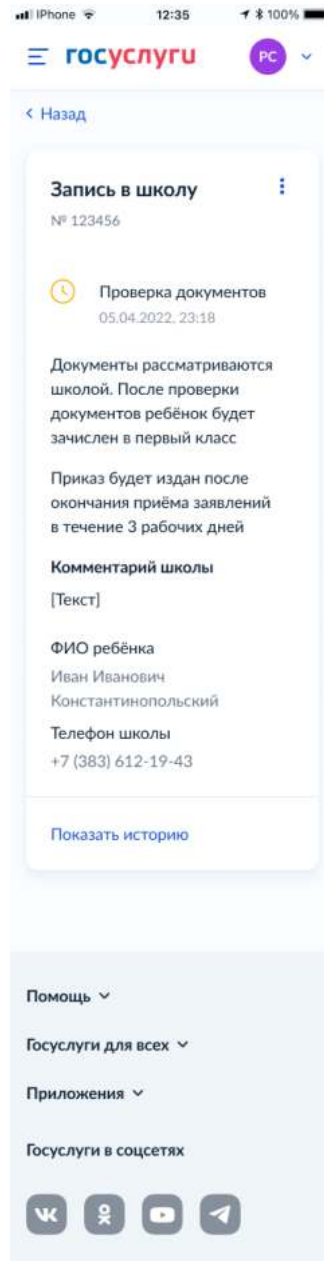 iPhone 12:35 100%
госуслуги РС
Назад
Запись в школу
№ 123456
Проверка документов
05.04.2022, 23:18
Документы рассматриваются
школой. После проверки
документов ребёнок будет
зачислен в первый класс
Приказ будет издан после
окончания приёма заявлений
в течение 3 рабочих дней
Комментарий школы
[Текст]
ФИО ребёнка
Иван Иванович
Константинопольский
Телефон школы
+7 (383) 612-19-43
Показать историю
Помощь
Госуслуги для всех
Приложения
Госуслуги в соцсетях